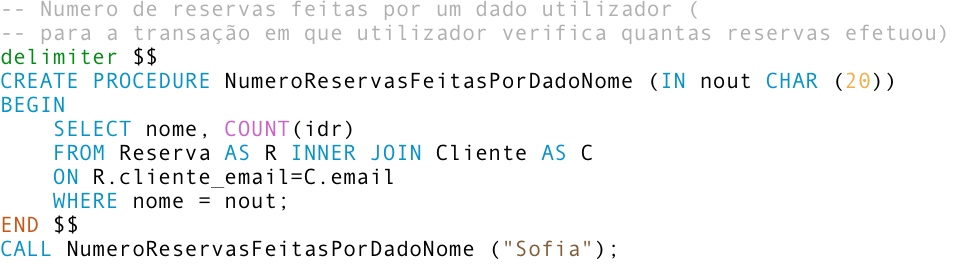 -- Numero de reservas feitas por um dado utilizador (
-- para a transação em que utilizador verifica quantas reservas efetuou)
delimiter $$
CREATE PROCEDURE NumeroReservasFeitasPorDadoNome (IN nout CHAR (20))
BEGIN
    SELECT nome, COUNT(idr)
    FROM Reserva AS R INNER JOIN Cliente AS C
    ON R.cliente_email=C.email
    WHERE nome = nout;
END $$
CALL NumeroReservasFeitasPorDadoNome ("Sofia");